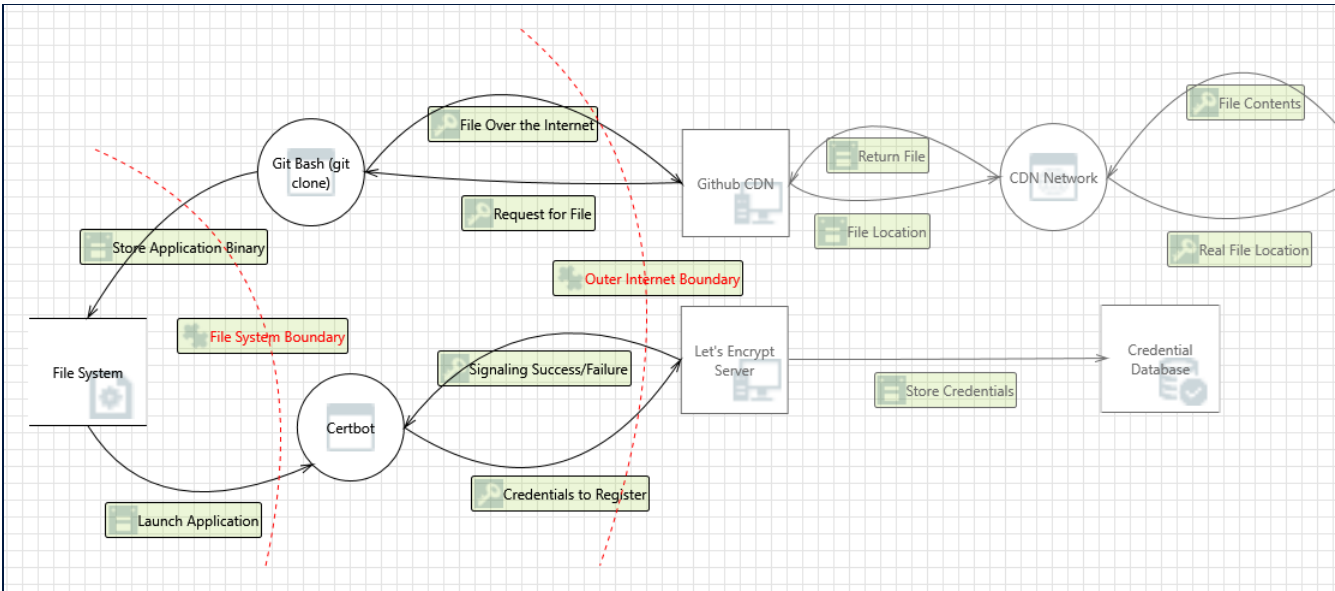 File Contents
File Over the Internet
Git Bash (git
clone)
Return File
Github CDN
CDN Network
Request for File
File Location
Store Application Binary
Real File Location
Outer Internet Boundary
File System Boundary
Let's Encrypt
Server
Credential
Database
File System
Signaling Success/Failure
Store Credentials
Certbot
Credentials to Register
Launch Application